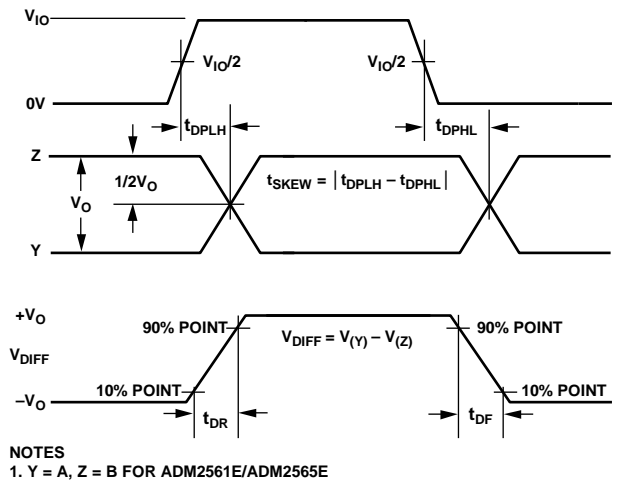 VIO
VIO/2
VIO/2
0V
tDPLH
tDPHL
Z
1/2VO
tSKEW = | tDPLH – tDPHL |
VO
Y
+VO
90% POINT
VDIFF = V(Y) – V(Z)
90% POINT
VDIFF
10% POINT
10% POINT
–VO
tDR
tDF
NOTES
1. Y = A, Z = B FOR ADM2561E/ADM2565E